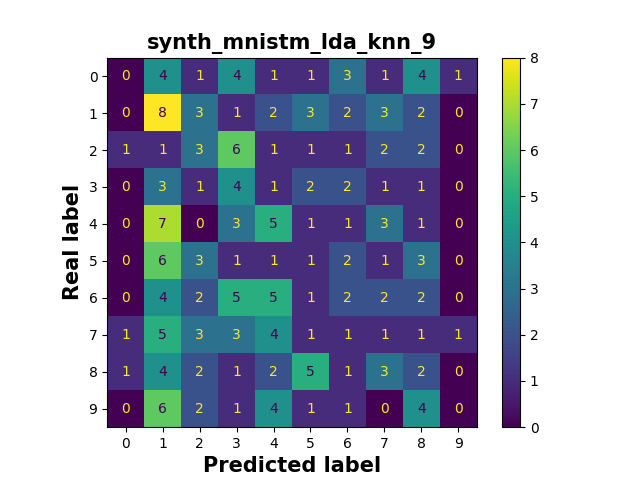 synth_mnistm_lda_knn_9
0 0 4 1 4 1 1 3 1 4 1
1 0 8 3 1 2 3 2 3 2 0
2 1 1 3 6 1 1 1 2 2 0
3 0 3 1 4 1 2 2 1 1 0
4 0 7 0 3 5 1 1 3 1 0
5 0 6 3 1 1 1 2 1 3 0
6 0 4 2 5 5 1 2 2 2 0
7 1 5 3 3 4 1 1 1 1 1
8 1 4 2 1 2 5 1 3 2 0
9 0 6 2 1 4 1 1 0 4 0
0 1 2 3 4 5 6 7 8 9
Predicted label
Real label
8
7
6
5
4
3
2
1
0